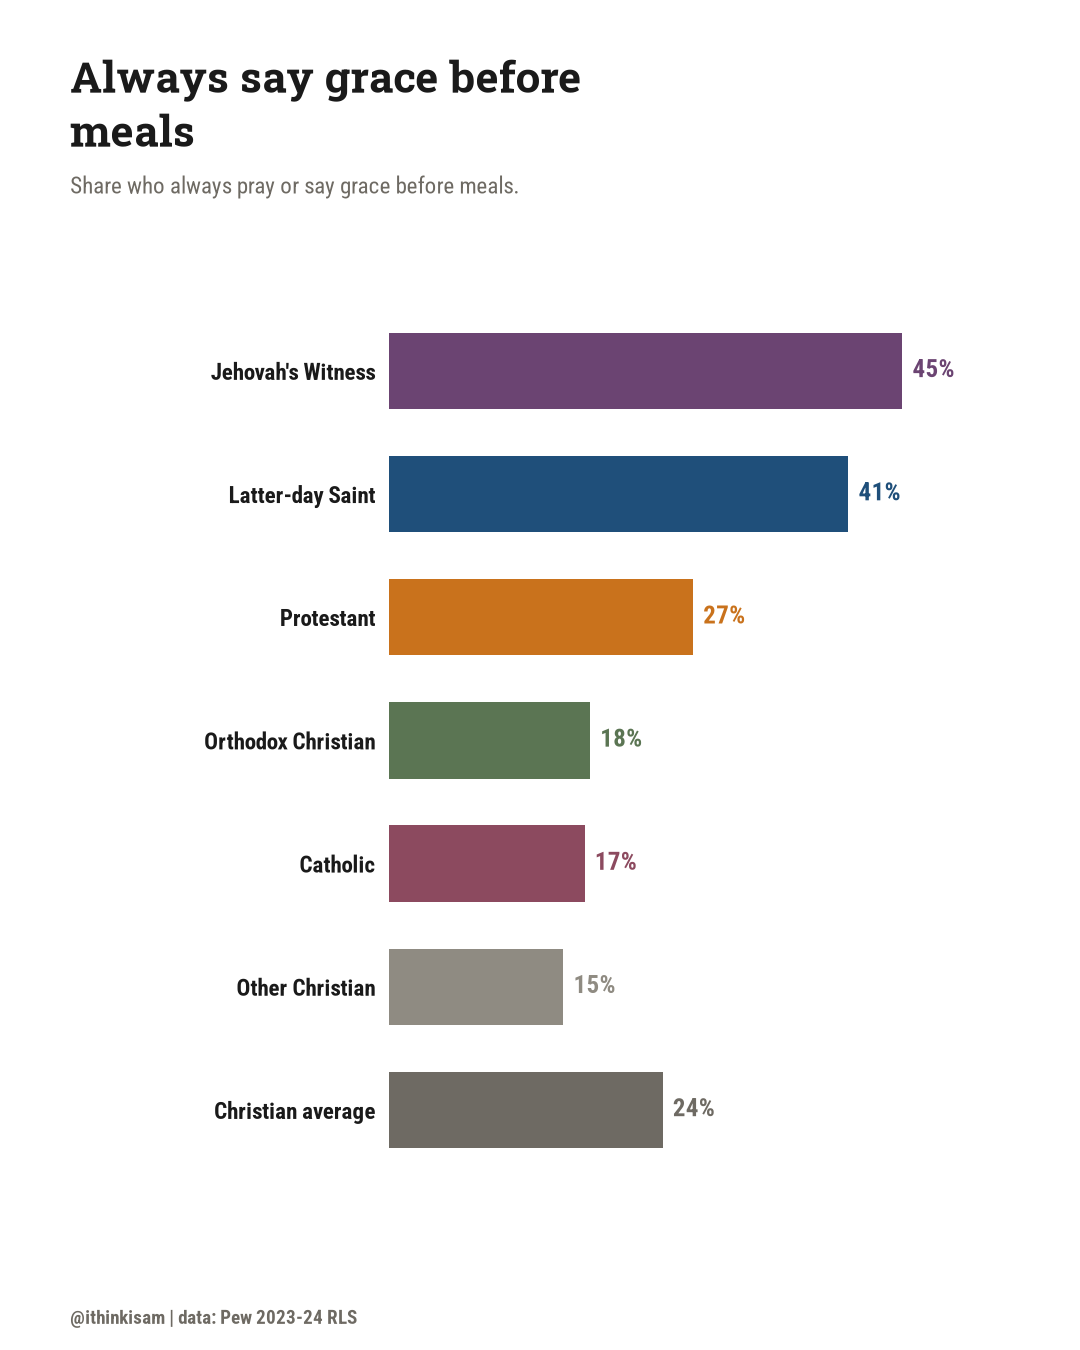 Always say grace before
meals
Share who always pray or say grace before meals.
Jehovah's Witness 45%
Latter-day Saint 41%
Protestant 27%
Orthodox Christian 18%
Catholic 17%
Other Christian 15%
Christian average 24%
@ithinkisam | data: Pew 2023-24 RLS